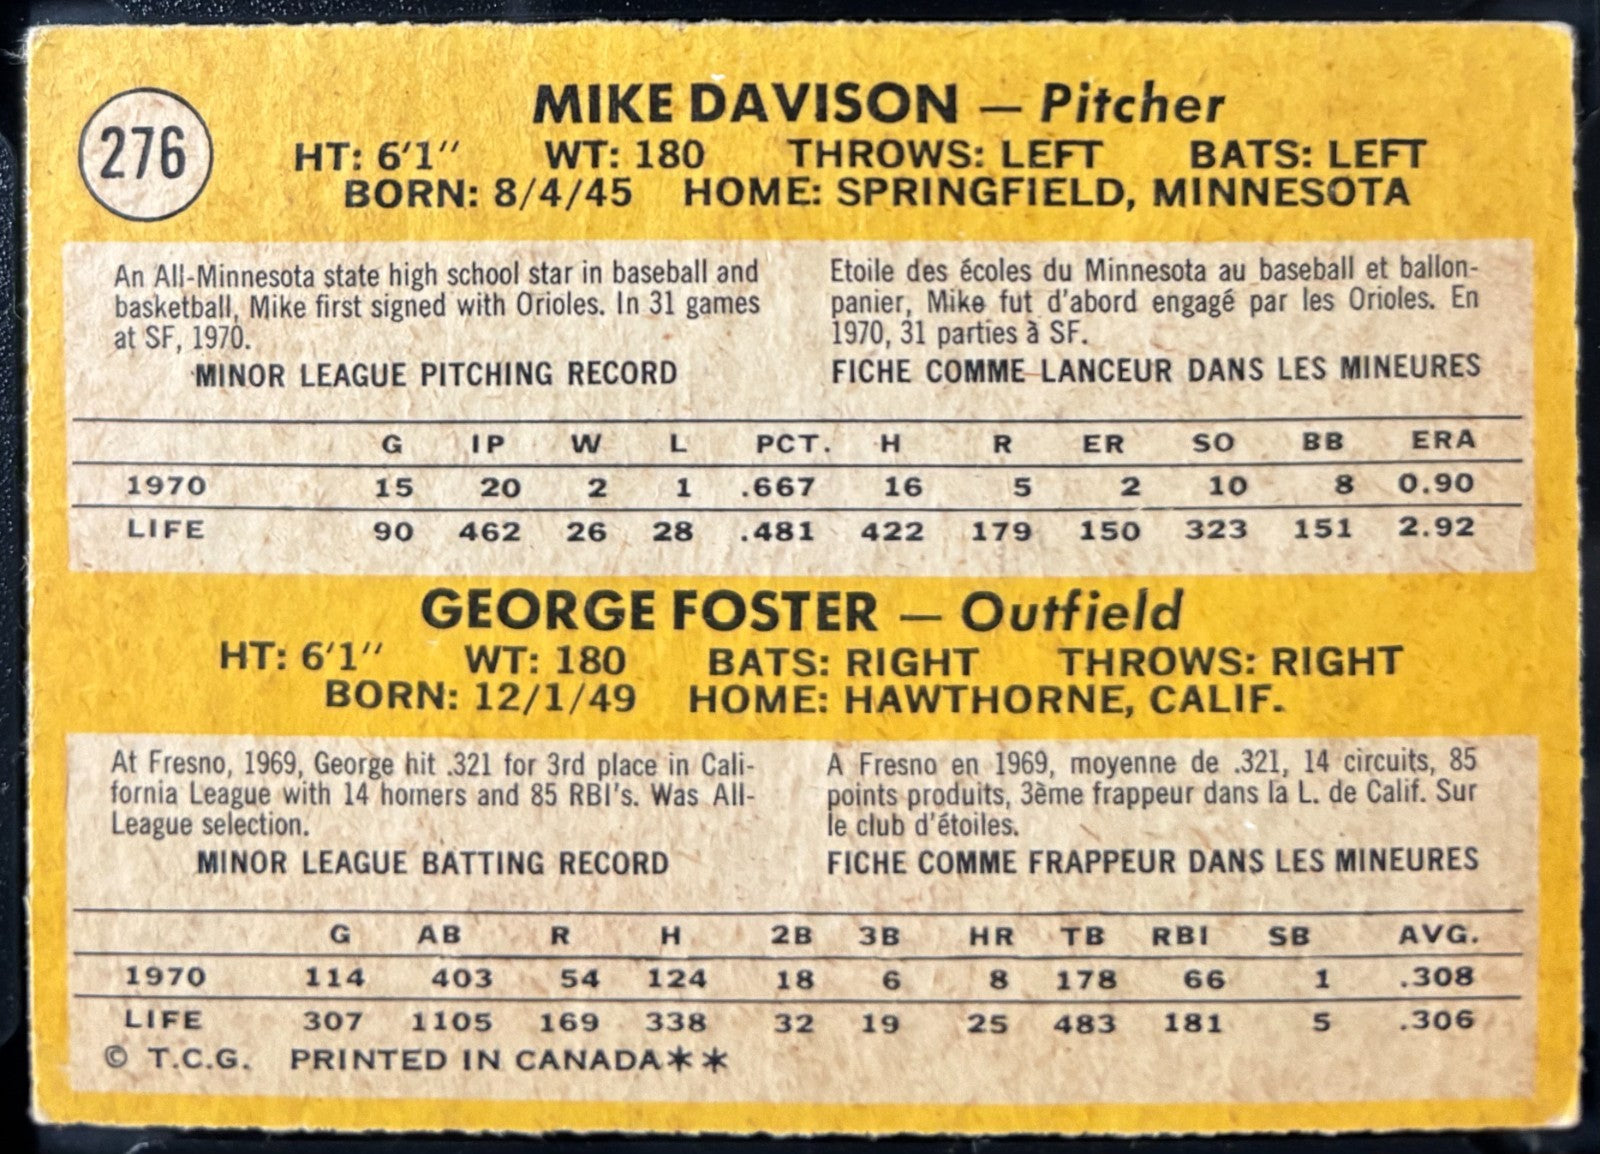 276
MIKE DAVISON — Pitcher
HT: 6'1" WT: 180 THROWS: LEFT BATS: LEFT
BORN: 8/4/45 HOME: SPRINGFIELD, MINNESOTA
An All-Minnesota state high school star in baseball and
basketball, Mike first signed with Orioles. In 31 games
at SF, 1970.
MINOR LEAGUE PITCHING RECORD
Etoile des écoles du Minnesota au baseball et ballon-
panier, Mike fut d'abord engagé par les Orioles. En
1970, 31 parties à SF.
FICHE COMME LANCEUR DANS LES MINEURES
G IP W L PCT. H R ER SO BB ERA
1970 15 20 2 1 .667 16 5 2 10 8 0.90
LIFE 90 462 26 28 .481 422 179 150 323 151 2.92
GEORGE FOSTER — Outfield
HT: 6'1" WT: 180 BATS: RIGHT THROWS: RIGHT
BORN: 12/1/49 HOME: HAWTHORNE, CALIF.
At Fresno, 1969, George hit .321 for 3rd place in Cali-
fornia League with 14 homers and 85 RBI's. Was All-
League selection.
MINOR LEAGUE BATTING RECORD
A Fresno en 1969, moyenne de .321, 14 circuits, 85
points produits, 3ème frappeur dans la L. de Calif. Sur
le club d'étoiles.
FICHE COMME FRAPPEUR DANS LES MINEURES
G AB R H 2B 3B HR TB RBI SB AVG.
1970 114 403 54 124 18 6 8 178 66 1 .308
LIFE 307 1105 169 338 32 19 25 483 181 5 .306
© T.C.G. PRINTED IN CANADA**